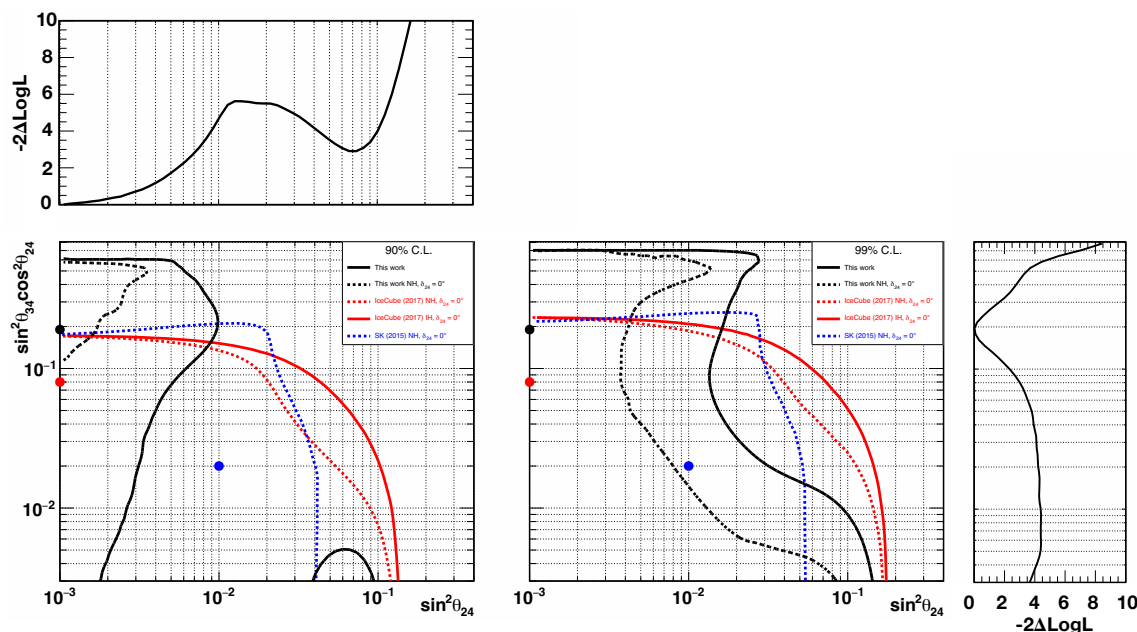 10
8
6
4
2
0
-2ΔLogL
90% C.L.
This work
This work NH, δ₂₄ = 0°
IceCube (2017) NH, δ₂₄ = 0°
IceCube (2017) IH, δ₂₄ = 0°
SK (2015) NH, δ₂₄ = 0°
sin²θ₃₄cos²θ₂₄
10⁻¹
10⁻²
10⁻³
10⁻²
10⁻¹
sin²θ₂₄
99% C.L.
This work
This work NH, δ₂₄ = 0°
IceCube (2017) NH, δ₂₄ = 0°
IceCube (2017) IH, δ₂₄ = 0°
SK (2015) NH, δ₂₄ = 0°
10⁻³
10⁻²
10⁻¹
sin²θ₂₄
0 2 4 6 8 10
-2ΔLogL